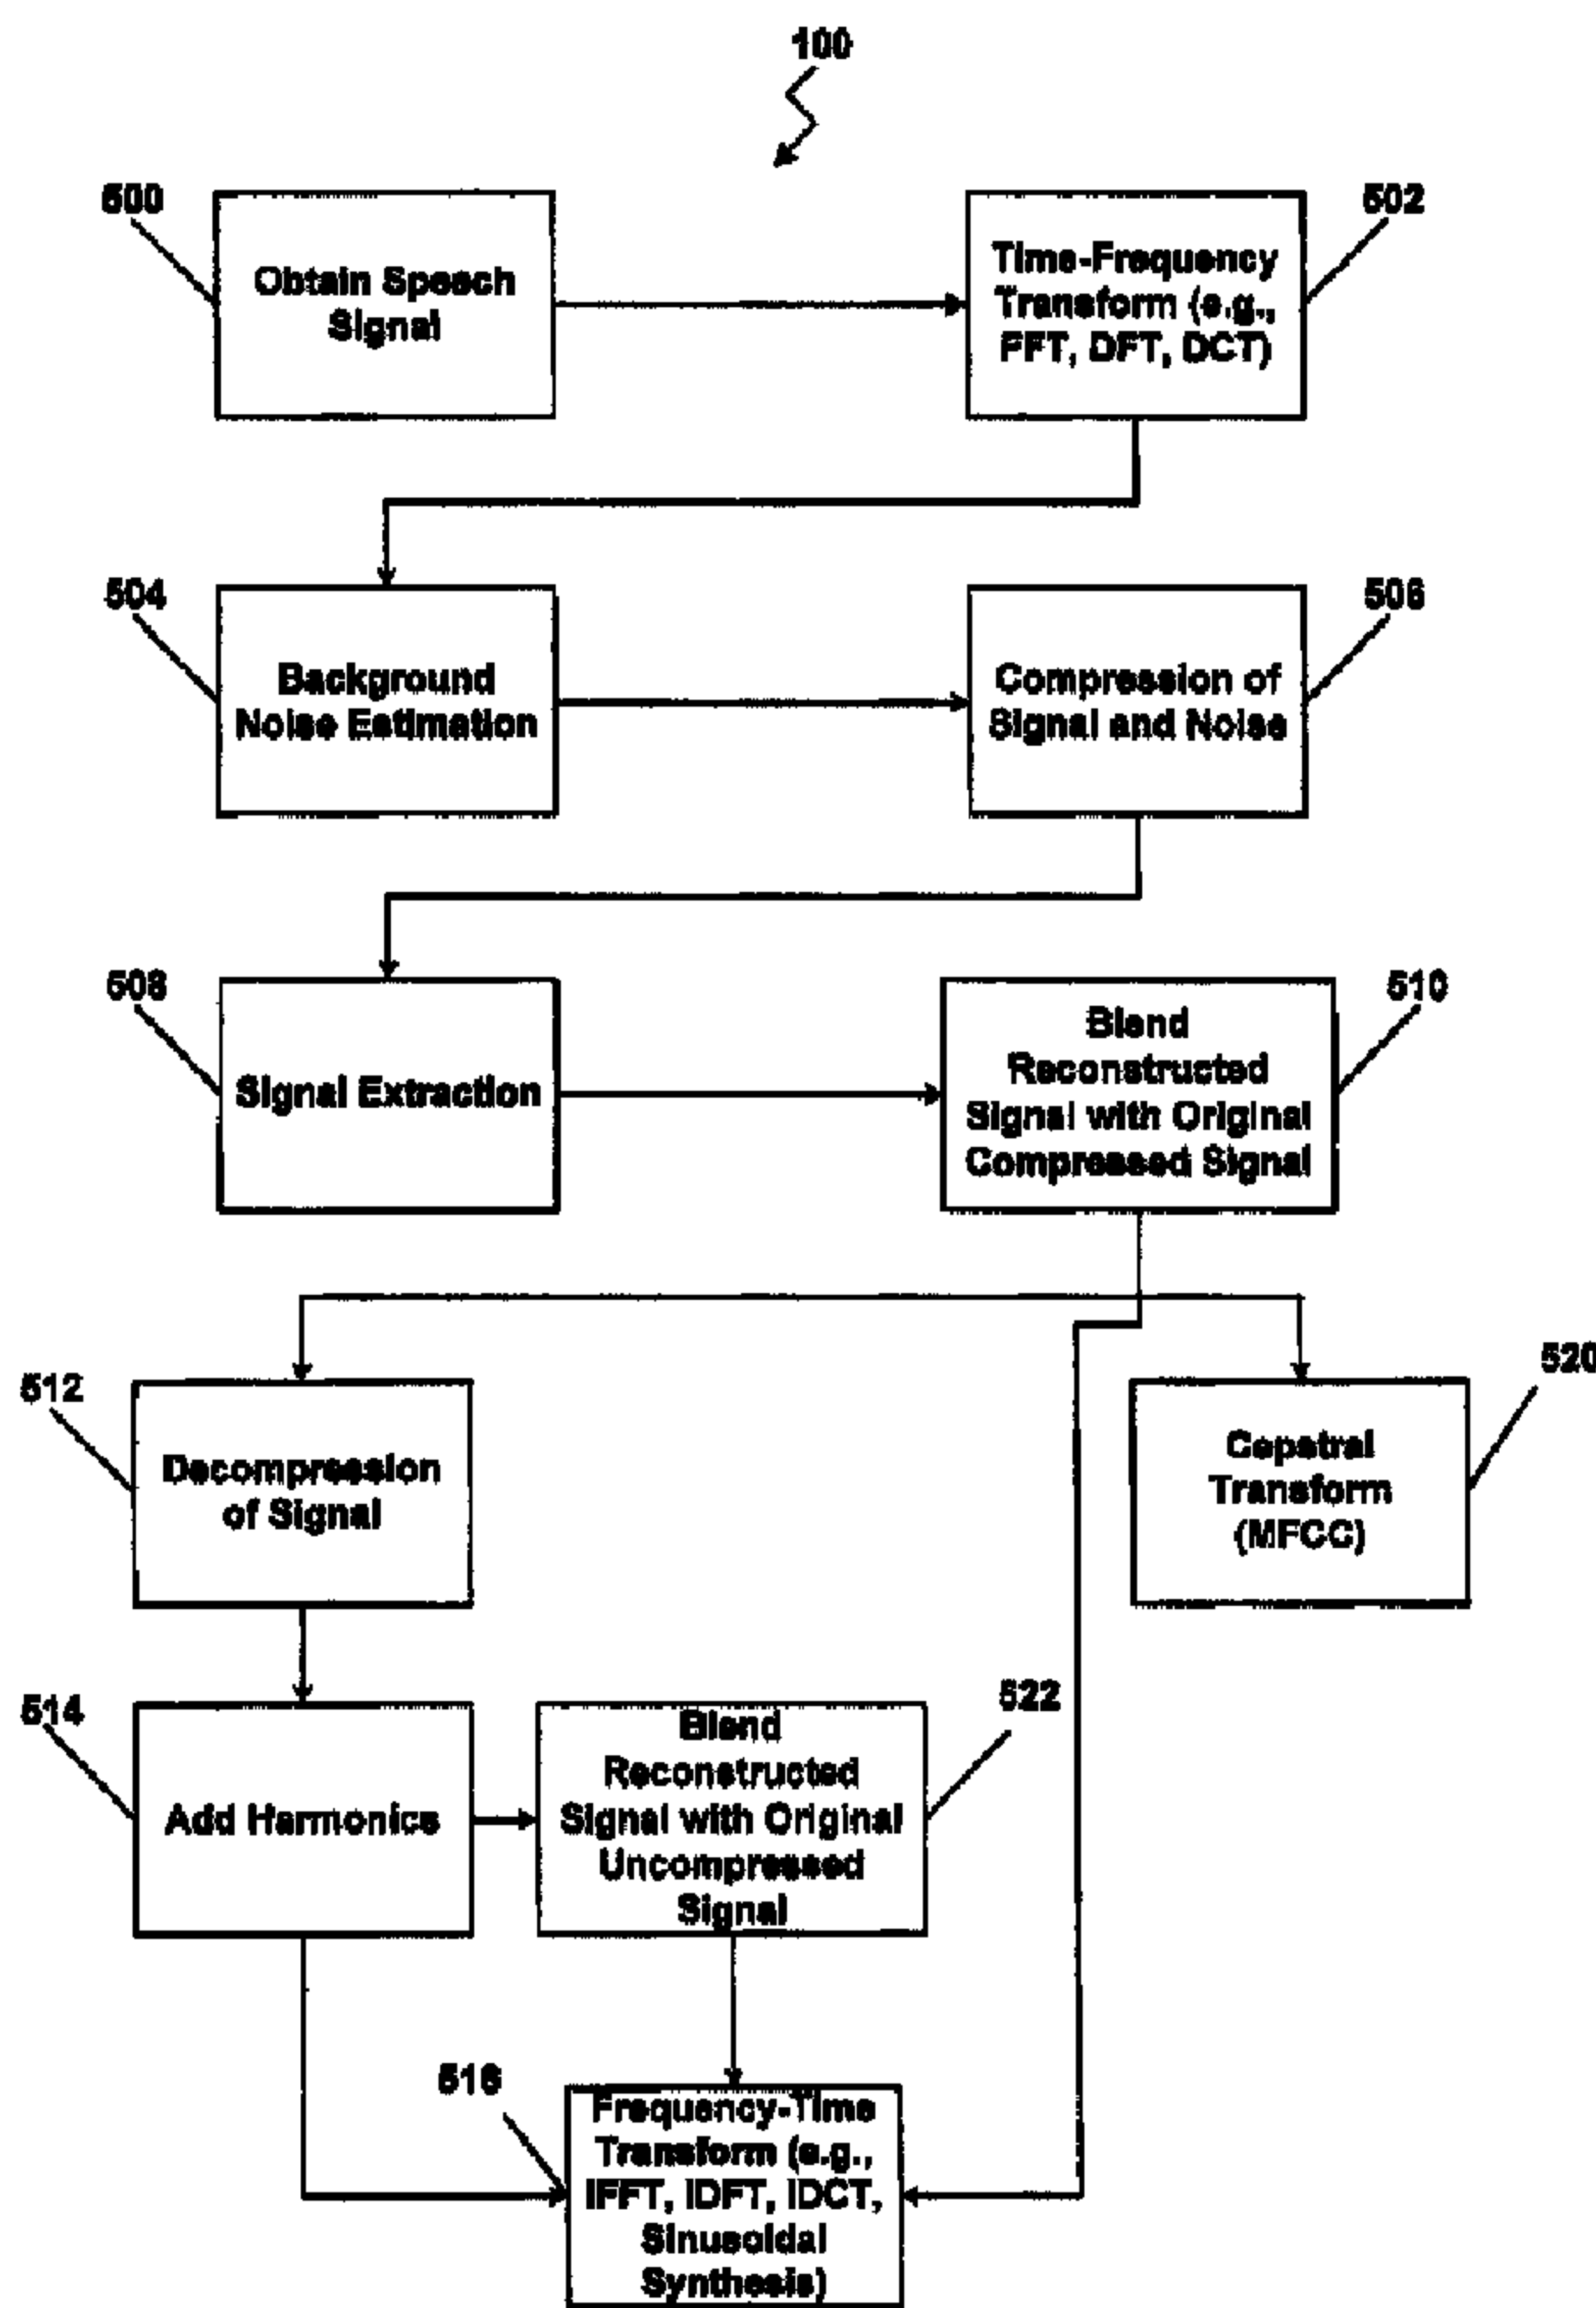 100
500
Obtain Speech
Signal
502
Time-Frequency
Transform (e.g.,
FFT, DFT, DCT)
504
Background
Noise Estimation
506
Compression of
Signal and Noise
508
Signal Extraction
510
Blend
Reconstructed
Signal with Original
Compressed Signal
512
Decompression
of Signal
520
Cepstral
Transform
(MFCC)
514
Add Harmonics
522
Blend
Reconstructed
Signal with Original
Uncompressed
Signal
516
Frequency-Time
Transform (e.g.,
IFFT, IDFT, IDCT,
Sinusoidal
Synthesis)